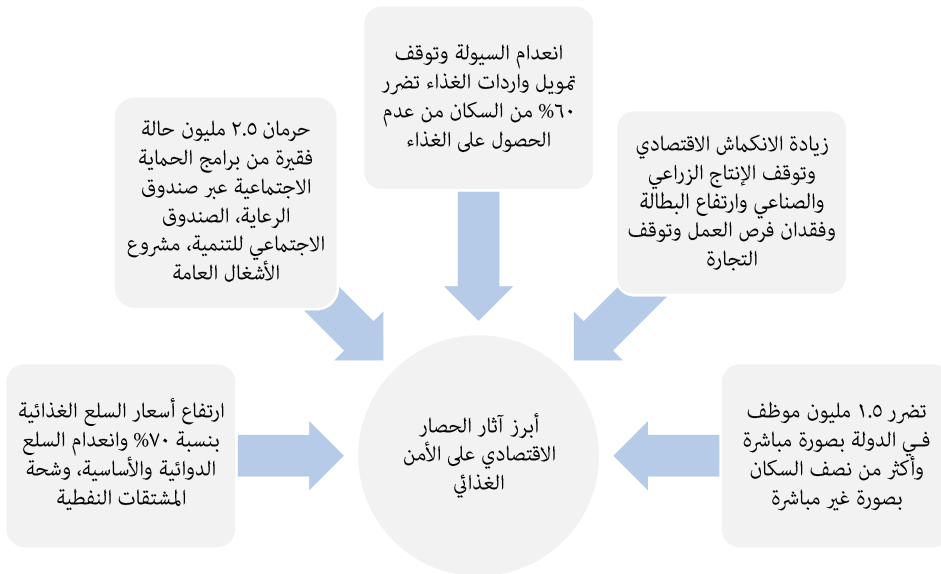 انعدام السيولة وتوقف
تمويل واردات الغذاء تضرر
٦٠% من السكان من عدم
الحصول على الغذاء
زيادة الانكماش الاقتصادي
وتوقف الإنتاج الزراعي
والصناعي وارتفاع البطالة
وفقدان فرص العمل وتوقف
التجارة
حرمان ٢.٥ مليون حالة
فقيرة من برامج الحماية
الاجتماعية عبر صندوق
الرعاية، الصندوق
الاجتماعي للتنمية، مشروع
الأشغال العامة
تضرر ١.٥ مليون موظف
في الدولة بصورة مباشرة
وأكثر من نصف السكان
بصورة غير مباشرة
أبرز آثار الحصار
الاقتصادي على الأمن
الغذائي
ارتفاع أسعار السلع الغذائية
بنسبة ٧٠% وانعدام السلع
الدوائية والأساسية، وشحة
المشتقات النفطية